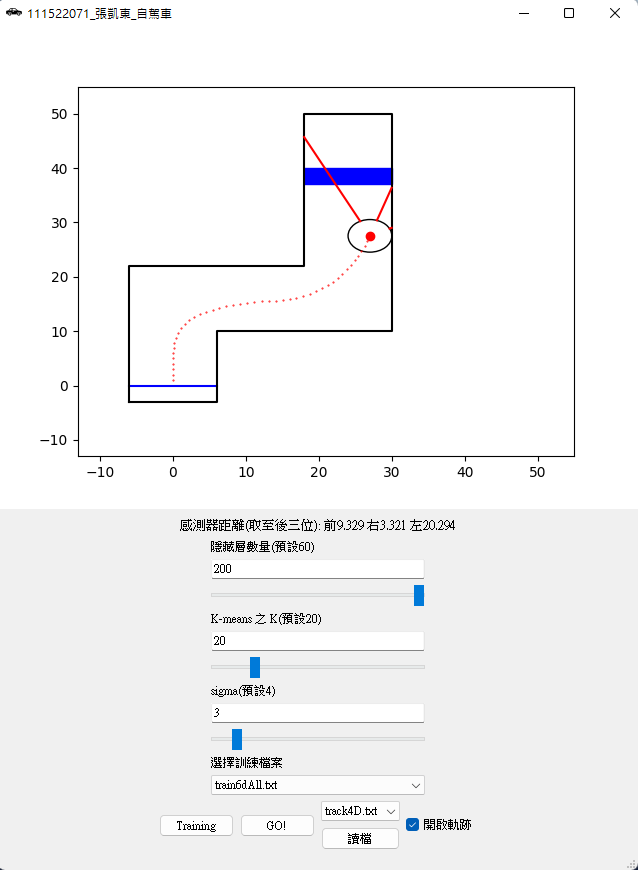 111522071_張凱東_自駕車
50
40
30
20
10
0
−10
−10 0 10 20 30 40 50
感測器距離(取至後三位): 前9.329 右3.321 左20.294
隱藏層數量(預設60)
200
K-means 之 K(預設20)
20
sigma(預設4)
3
選擇訓練檔案
train6dAll.txt
Training GO! track4D.txt 開啟軌跡
讀檔